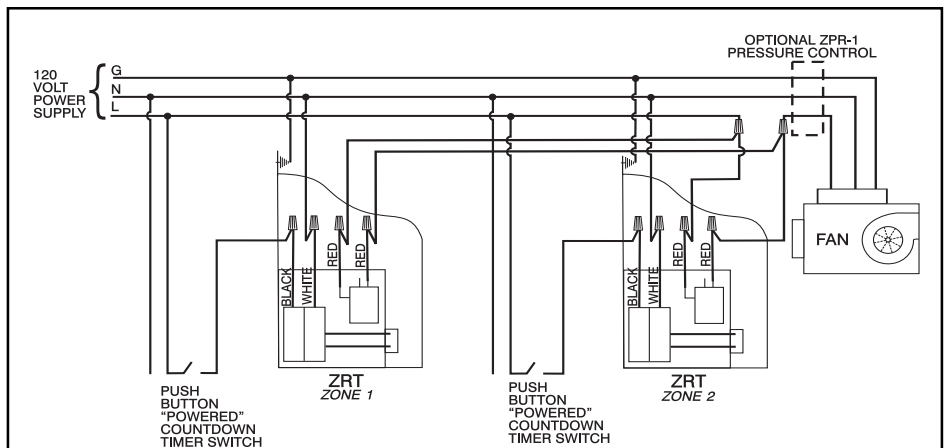 OPTIONAL ZPR-1
PRESSURE CONTROL
120
VOLT
POWER
SUPPLY
G
N
L
FAN
BLACK
WHITE
RED
RED
BLACK
WHITE
RED
RED
ZRT
ZONE 1
ZRT
ZONE 2
PUSH
BUTTON
“POWERED”
COUNTDOWN
TIMER SWITCH
PUSH
BUTTON
“POWERED”
COUNTDOWN
TIMER SWITCH